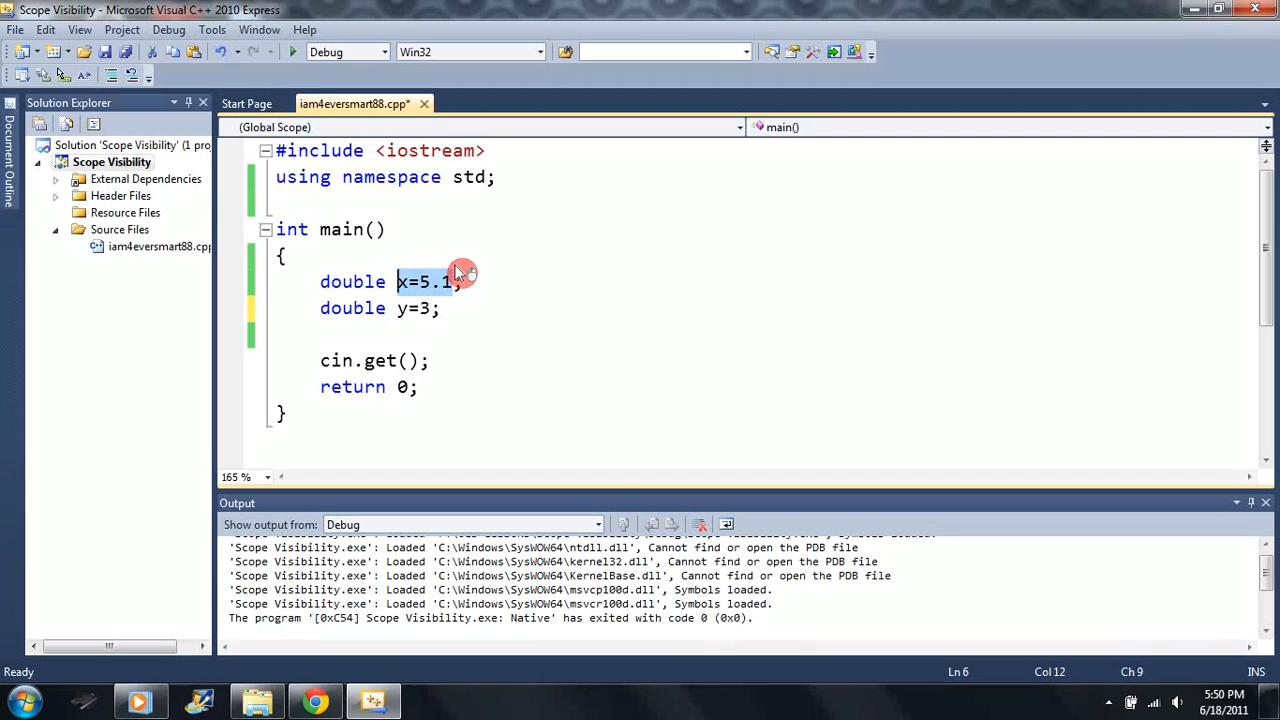 Scope Visibility - Microsoft Visual C++ 2010 Express
File Edit View Project Debug Tools Window Help
Debug Win32
Solution Explorer
Start Page iam4eversmart88.cpp*
Document Outline
(Global Scope) main()
Solution 'Scope Visibility' (1 proj
Scope Visibility
External Dependencies
Header Files
Resource Files
Source Files
iam4eversmart88.cpp
#include <iostream>
using namespace std;
int main()
{
double x=5.1;
double y=3;
cin.get();
return 0;
}
165 %
Output
Show output from: Debug
'Scope Visibility.exe': Loaded 'C:\Windows\SysWOW64\ntdll.dll', Cannot find or open the PDB file
'Scope Visibility.exe': Loaded 'C:\Windows\SysWOW64\kernel32.dll', Cannot find or open the PDB file
'Scope Visibility.exe': Loaded 'C:\Windows\SysWOW64\KernelBase.dll', Cannot find or open the PDB file
'Scope Visibility.exe': Loaded 'C:\Windows\SysWOW64\msvcp100d.dll', Symbols loaded.
'Scope Visibility.exe': Loaded 'C:\Windows\SysWOW64\msvcr100d.dll', Symbols loaded.
The program '[0xC54] Scope Visibility.exe: Native' has exited with code 0 (0x0).
Ready Ln 6 Col 12 Ch 9 INS
5:50 PM
6/18/2011